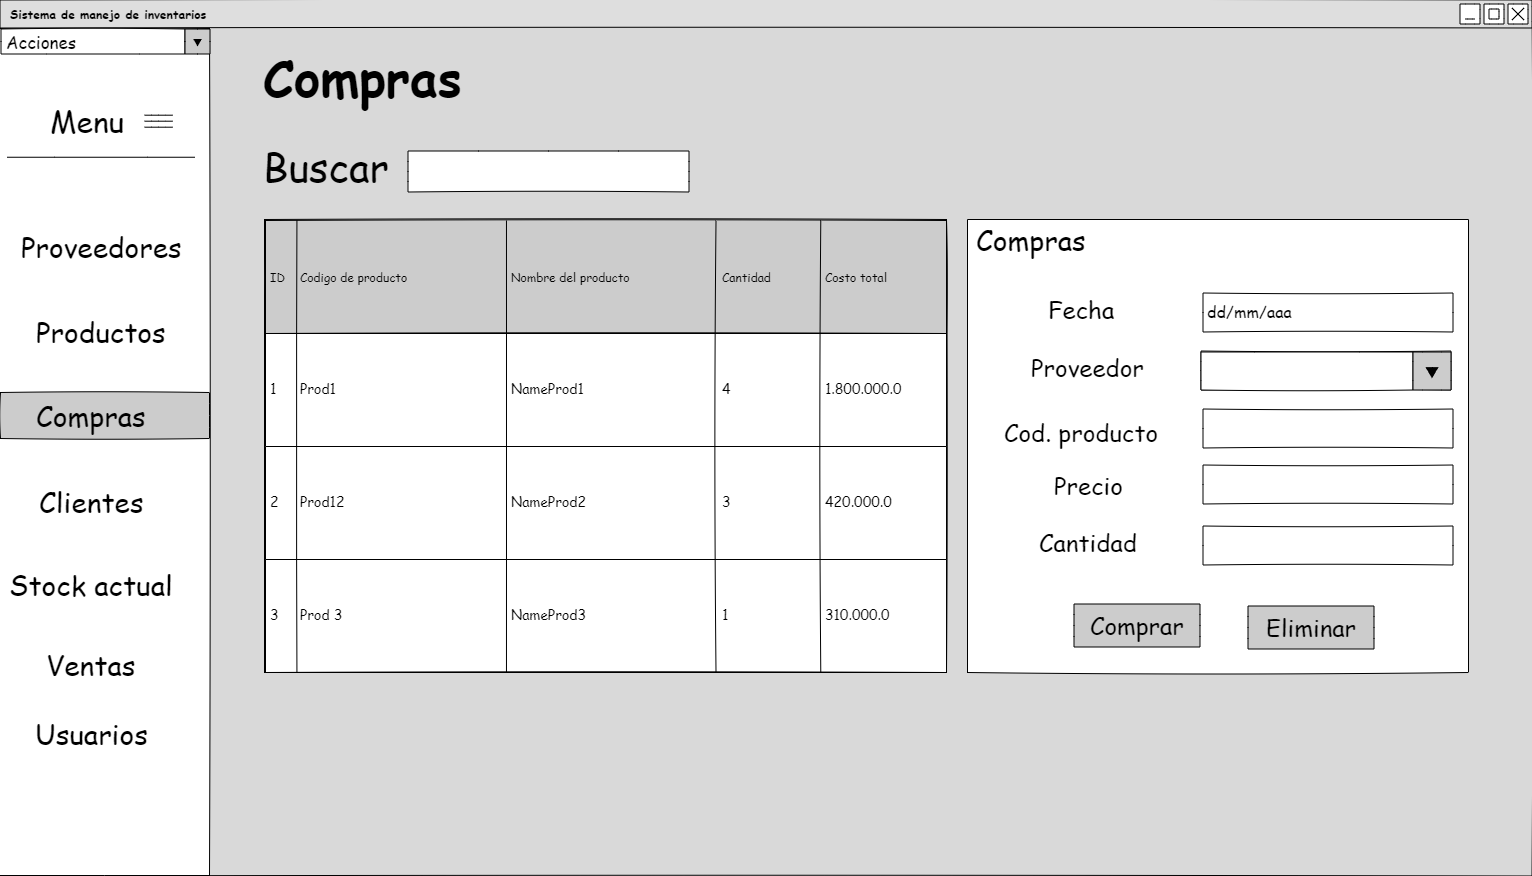 Sistema de manejo de inventarios
Acciones
Menu
Proveedores
Productos
Compras
Clientes
Stock actual
Ventas
Usuarios
Compras
Buscar
ID Codigo de producto Nombre del producto Cantidad Costo total
1 Prod1 NameProd1 4 1.800.000.0
2 Prod12 NameProd2 3 420.000.0
3 Prod 3 NameProd3 1 310.000.0
Compras
Fecha dd/mm/aaa
Proveedor
Cod. producto
Precio
Cantidad
Comprar Eliminar